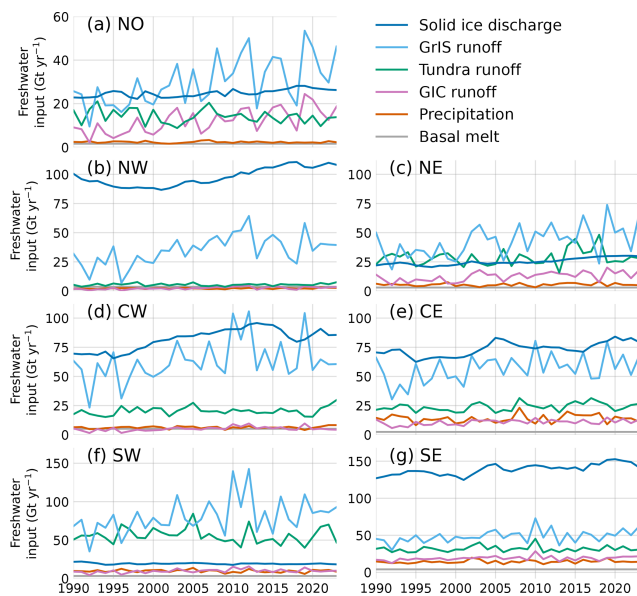 (a) NO
Freshwater
input (Gt yr⁻¹)
60
40
20
0
Solid ice discharge
GrIS runoff
Tundra runoff
GIC runoff
Precipitation
Basal melt
(b) NW
Freshwater
input (Gt yr⁻¹)
100
75
50
25
0
(c) NE
100
75
50
25
0
(d) CW
Freshwater
input (Gt yr⁻¹)
100
75
50
25
0
(e) CE
100
75
50
25
0
(f) SW
Freshwater
input (Gt yr⁻¹)
150
100
50
0
1990 1995 2000 2005 2010 2015 2020
(g) SE
150
100
50
0
1990 1995 2000 2005 2010 2015 2020